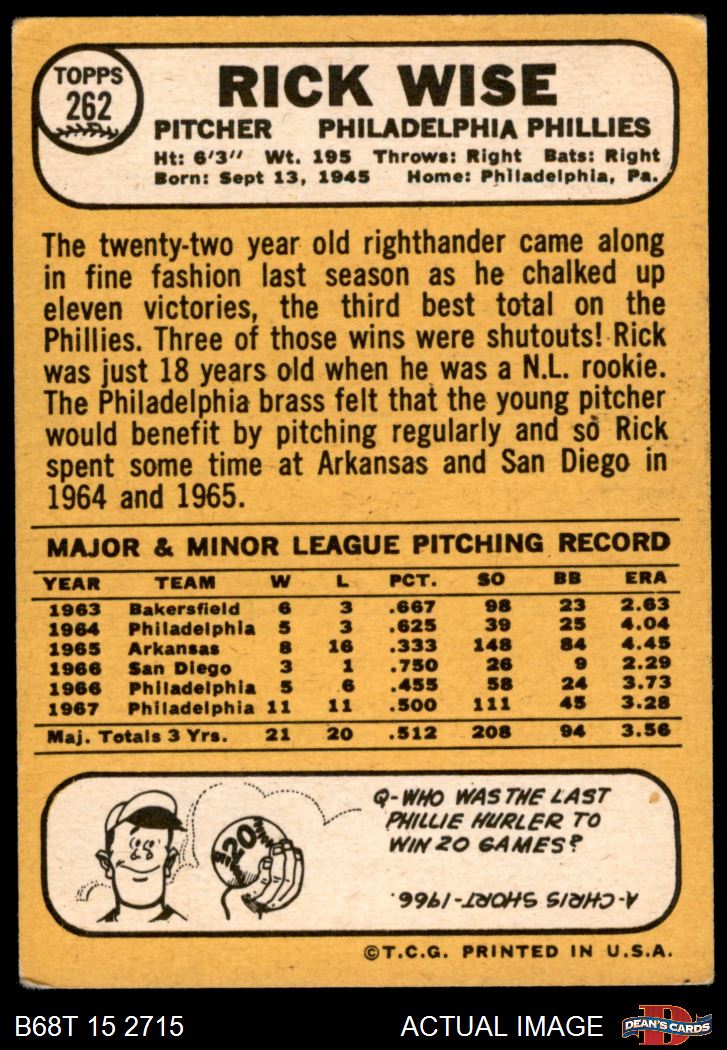 TOPPS
262
RICK WISE
PITCHER PHILADELPHIA PHILLIES
Ht: 6'3" Wt. 195 Throws: Right Bats: Right
Born: Sept 13, 1945 Home: Philadelphia, Pa.
The twenty-two year old righthander came along
in fine fashion last season as he chalked up
eleven victories, the third best total on the
Phillies. Three of those wins were shutouts! Rick
was just 18 years old when he was a N.L. rookie.
The Philadelphia brass felt that the young pitcher
would benefit by pitching regularly and so Rick
spent some time at Arkansas and San Diego in
1964 and 1965.
MAJOR & MINOR LEAGUE PITCHING RECORD
YEAR TEAM W L PCT. SO BB ERA
1963 Bakersfield 6 3 .667 98 23 2.63
1964 Philadelphia 5 3 .625 39 25 4.04
1965 Arkansas 8 16 .333 148 84 4.45
1966 San Diego 3 1 .750 26 9 2.29
1966 Philadelphia 5 6 .455 58 24 3.73
1967 Philadelphia 11 11 .500 111 45 3.28
Maj. Totals 3 Yrs. 21 20 .512 208 94 3.56
20
Q-WHO WAS THE LAST
PHILLIE HURLER TO
WIN 20 GAMES?
A-CHRIS SHORT-1966.
©T.C.G. PRINTED IN U.S.A.
B68T 15 2715 ACTUAL IMAGE
D
DEAN'S CARDS